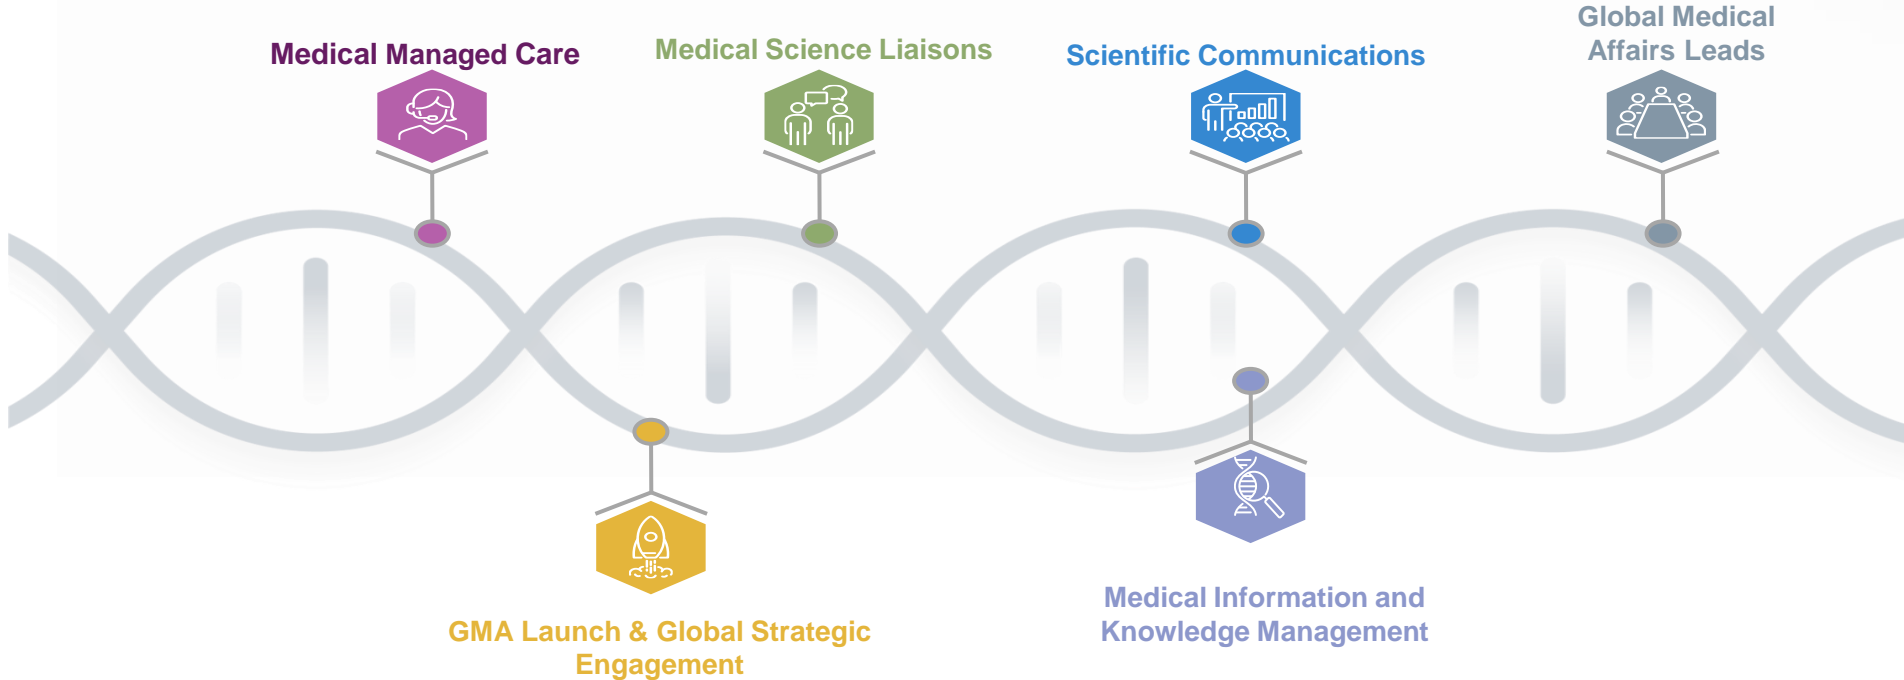 Medical Managed Care
Medical Science Liaisons
Scientific Communications
Global Medical
Affairs Leads
GMA Launch & Global Strategic
Engagement
Medical Information and
Knowledge Management